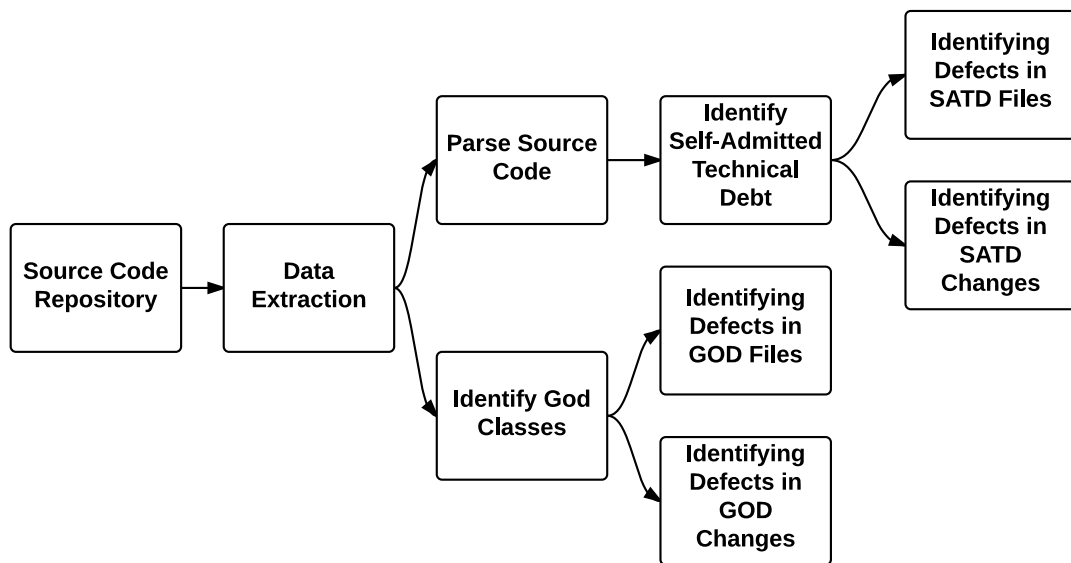 Source Code
Repository
Data
Extraction
Parse Source
Code
Identify
Self-Admitted
Technical
Debt
Identifying
Defects in
SATD Files
Identifying
Defects in
SATD
Changes
Identify God
Classes
Identifying
Defects in
GOD Files
Identifying
Defects in
GOD
Changes